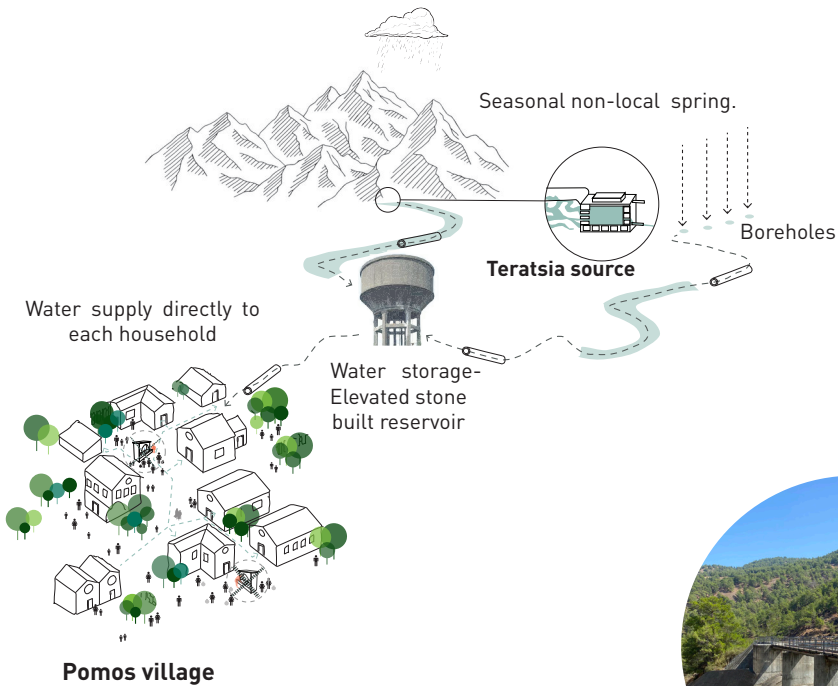 Seasonal non-local spring.
Boreholes
Teratsia source
Water supply directly to
each household
Water storage-
Elevated stone
built reservoir
Pomos village